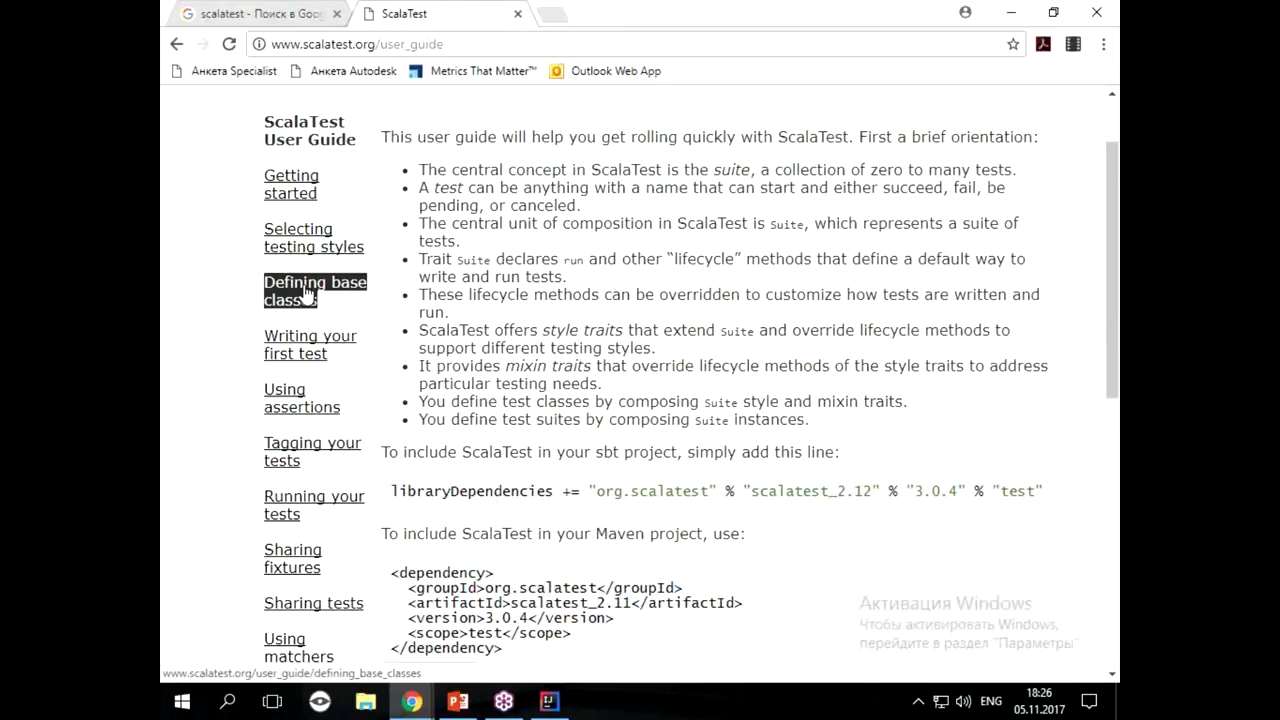 scalatest - Поиск в Goo
ScalaTest
www.scalatest.org/user_guide
Анкета Specialist
Анкета Autodesk
Metrics That Matter™
Outlook Web App
ScalaTest
User Guide
Getting
started
Selecting
testing styles
Defining base
classes
Writing your
first test
Using
assertions
Tagging your
tests
Running your
tests
Sharing
fixtures
Sharing tests
Using
matchers
This user guide will help you get rolling quickly with ScalaTest. First a brief orientation:
• The central concept in ScalaTest is the suite, a collection of zero to many tests.
• A test can be anything with a name that can start and either succeed, fail, be
pending, or canceled.
• The central unit of composition in ScalaTest is Suite, which represents a suite of
tests.
• Trait Suite declares run and other “lifecycle” methods that define a default way to
write and run tests.
• These lifecycle methods can be overridden to customize how tests are written and
run.
• ScalaTest offers style traits that extend Suite and override lifecycle methods to
support different testing styles.
• It provides mixin traits that override lifecycle methods of the style traits to address
particular testing needs.
• You define test classes by composing Suite style and mixin traits.
• You define test suites by composing Suite instances.
To include ScalaTest in your sbt project, simply add this line:
libraryDependencies += "org.scalatest" % "scalatest_2.12" % "3.0.4" % "test"
To include ScalaTest in your Maven project, use:
<dependency>
<groupId>org.scalatest</groupId>
<artifactId>scalatest_2.11</artifactId>
<version>3.0.4</version>
<scope>test</scope>
</dependency>
Активация Windows
Чтобы активировать Windows,
перейдите в раздел "Параметры".
www.scalatest.org/user_guide/defining_base_classes
ENG
18:26
05.11.2017